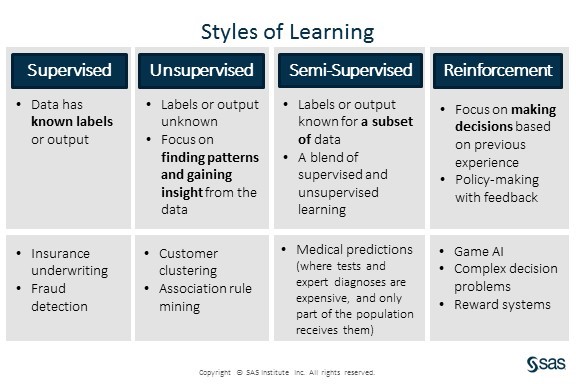 Styles of Learning
Supervised
Unsupervised
Semi-Supervised
Reinforcement
• Data has
known labels
or output
• Labels or output
unknown
• Focus on
finding patterns
and gaining
insight from the
data
• Labels or output
known for a subset
of data
• A blend of
supervised and
unsupervised
learning
• Focus on making
decisions based
on previous
experience
• Policy-making
with feedback
• Insurance
underwriting
• Fraud
detection
• Customer
clustering
• Association rule
mining
• Medical predictions
(where tests and
expert diagnoses are
expensive, and only
part of the population
receives them)
• Game AI
• Complex decision
problems
• Reward systems
Copyright © SAS Institute Inc. All rights reserved.
sas